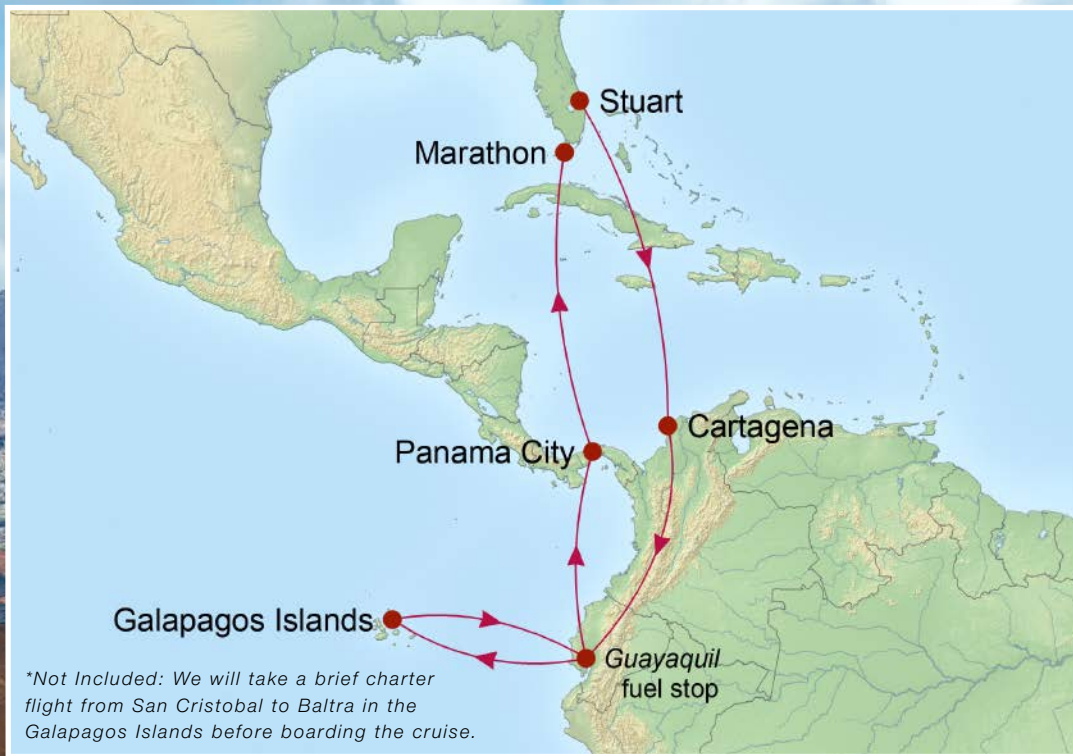 Stuart
Marathon
Cartagena
Panama City
Galapagos Islands
Guayaquil
fuel stop
*Not Included: We will take a brief charter
flight from San Cristobal to Baltra in the
Galapagos Islands before boarding the cruise.